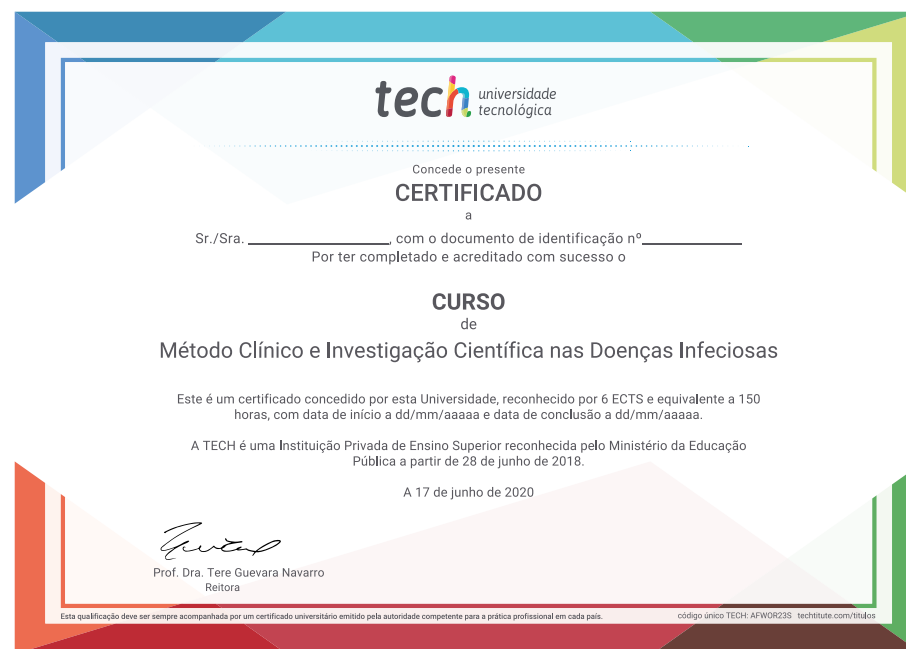 tech universidade
tecnológica
Concede o presente
CERTIFICADO
a
Sr./Sra. ________________, com o documento de identificação nº____________
Por ter completado e acreditado com sucesso o
CURSO
de
Método Clínico e Investigação Científica nas Doenças Infeciosas
Este é um certificado concedido por esta Universidade, reconhecido por 6 ECTS e equivalente a 150
horas, com data de início a dd/mm/aaaaa e data de conclusão a dd/mm/aaaaa.
A TECH é uma Instituição Privada de Ensino Superior reconhecida pelo Ministério da Educação
Pública a partir de 28 de junho de 2018.
A 17 de junho de 2020
Prof. Dra. Tere Guevara Navarro
Reitora
Esta qualificação deve ser sempre acompanhada por um certificado universitário emitido pela autoridade competente para a prática profissional em cada país.
código único TECH: AFWOR23S techtitute.com/titulos